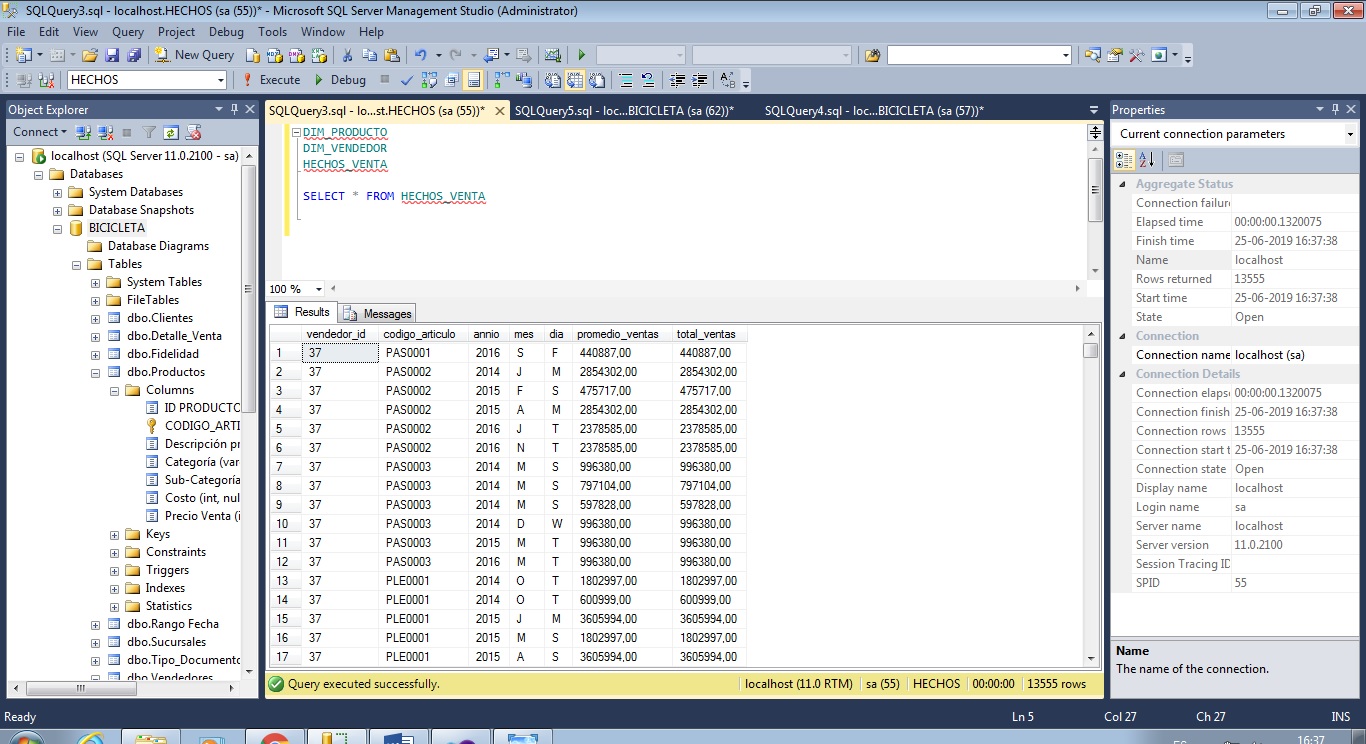 SQLQuery3.sql - localhost.HECHOS (sa (55))* - Microsoft SQL Server Management Studio (Administrator)
File Edit View Query Project Debug Tools Window Help
New Query
HECHOS Execute Debug
Object Explorer
Connect
localhost (SQL Server 11.0.2100 - sa)
Databases
System Databases
Database Snapshots
BICICLETA
Database Diagrams
Tables
System Tables
FileTables
dbo.Clientes
dbo.Detalle_Venta
dbo.Fidelidad
dbo.Productos
Columns
ID PRODUCTO
CODIGO_ARTI
Descripción pr
Categoría (var
Sub-Categoría
Costo (int, nul
Precio Venta (i
Keys
Constraints
Triggers
Indexes
Statistics
dbo.Rango Fecha
dbo.Sucursales
dbo.Tipo_Documento
dbo.Vendedores
SQLQuery3.sql - lo...st.HECHOS (sa (55))* SQLQuery5.sql - loc...BICICLETA (sa (62))* SQLQuery4.sql - loc...BICICLETA (sa (57))*
DIM_PRODUCTO
DIM_VENDEDOR
HECHOS_VENTA
SELECT * FROM HECHOS_VENTA
100 %
Results Messages
vendedor_id codigo_articulo annio mes dia promedio_ventas total_ventas
1 37 PAS0001 2016 S F 440887,00 440887,00
2 37 PAS0002 2014 J M 2854302,00 2854302,00
3 37 PAS0002 2015 F S 475717,00 475717,00
4 37 PAS0002 2015 A M 2854302,00 2854302,00
5 37 PAS0002 2016 J T 2378585,00 2378585,00
6 37 PAS0002 2016 N T 2378585,00 2378585,00
7 37 PAS0003 2014 M S 996380,00 996380,00
8 37 PAS0003 2014 M S 797104,00 797104,00
9 37 PAS0003 2014 M S 597828,00 597828,00
10 37 PAS0003 2014 D W 996380,00 996380,00
11 37 PAS0003 2015 M T 996380,00 996380,00
12 37 PAS0003 2016 M T 996380,00 996380,00
13 37 PLE0001 2014 O T 1802997,00 1802997,00
14 37 PLE0001 2014 O T 600999,00 600999,00
15 37 PLE0001 2015 J M 3605994,00 3605994,00
16 37 PLE0001 2015 M S 1802997,00 1802997,00
17 37 PLE0001 2015 A S 3605994,00 3605994,00
Query executed successfully. localhost (11.0 RTM) sa (55) HECHOS 00:00:00 13555 rows
Properties
Current connection parameters
Aggregate Status
Connection failure
Elapsed time 00:00:00.1320075
Finish time 25-06-2019 16:37:38
Name localhost
Rows returned 13555
Start time 25-06-2019 16:37:38
State Open
Connection
Connection name localhost (sa)
Connection Details
Connection elaps 00:00:00.1320075
Connection finish 25-06-2019 16:37:38
Connection rows 13555
Connection start t 25-06-2019 16:37:38
Connection state Open
Display name localhost
Login name sa
Server name localhost
Server version 11.0.2100
Session Tracing ID
SPID 55
Name
The name of the connection.
Ready Ln 5 Col 27 Ch 27 INS
ES 16:37